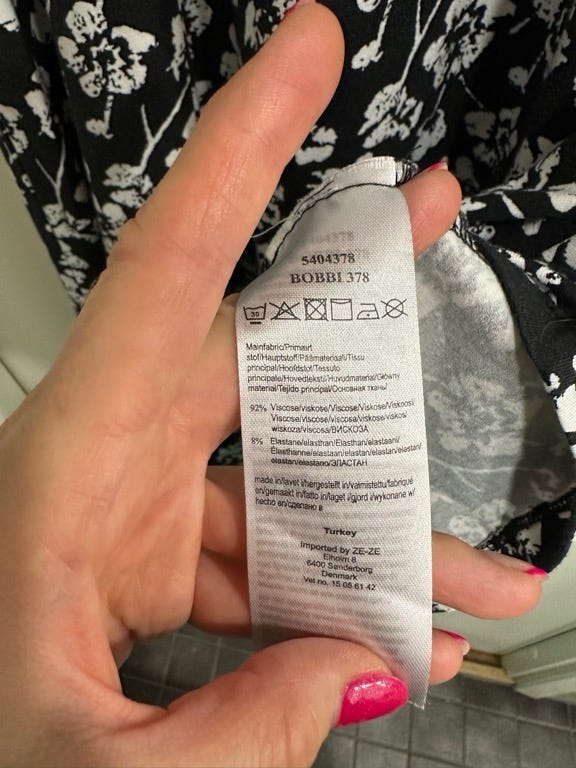 5404378
BOBBI 378
30
Mainfabric/Primært
stof/Hauptstoff/Päämateriaali/Tissu
principal/Hoofdstof/Tessuto
principale/Hovedtekstil/Huvudmaterial/Główny
material/Tejido principal/Основная ткань/
92% Viscose/viskose/Viscose/Viskose/Viskoosi/
Viscose/viscose/viscosa/viskose/viskos/
wiskoza/viscosa/ВИСКОЗА
8% Elastane/elasthan/Elasthan/elastaani/
Élasthanne/elastaan/elastan/elastan/elastan/
elastan/elastano/ЭЛАСТАН
made in/lavet i/hergestellt in/valmistettu/fabriqué
en/gemaakt in/fatto in/laget i/gjord i/wykonane w/
hecho en/сделано в
Turkey
Imported by ZE-ZE
Elholm 8
6400 Sønderborg
Denmark
Vat no. 15 05 61 42